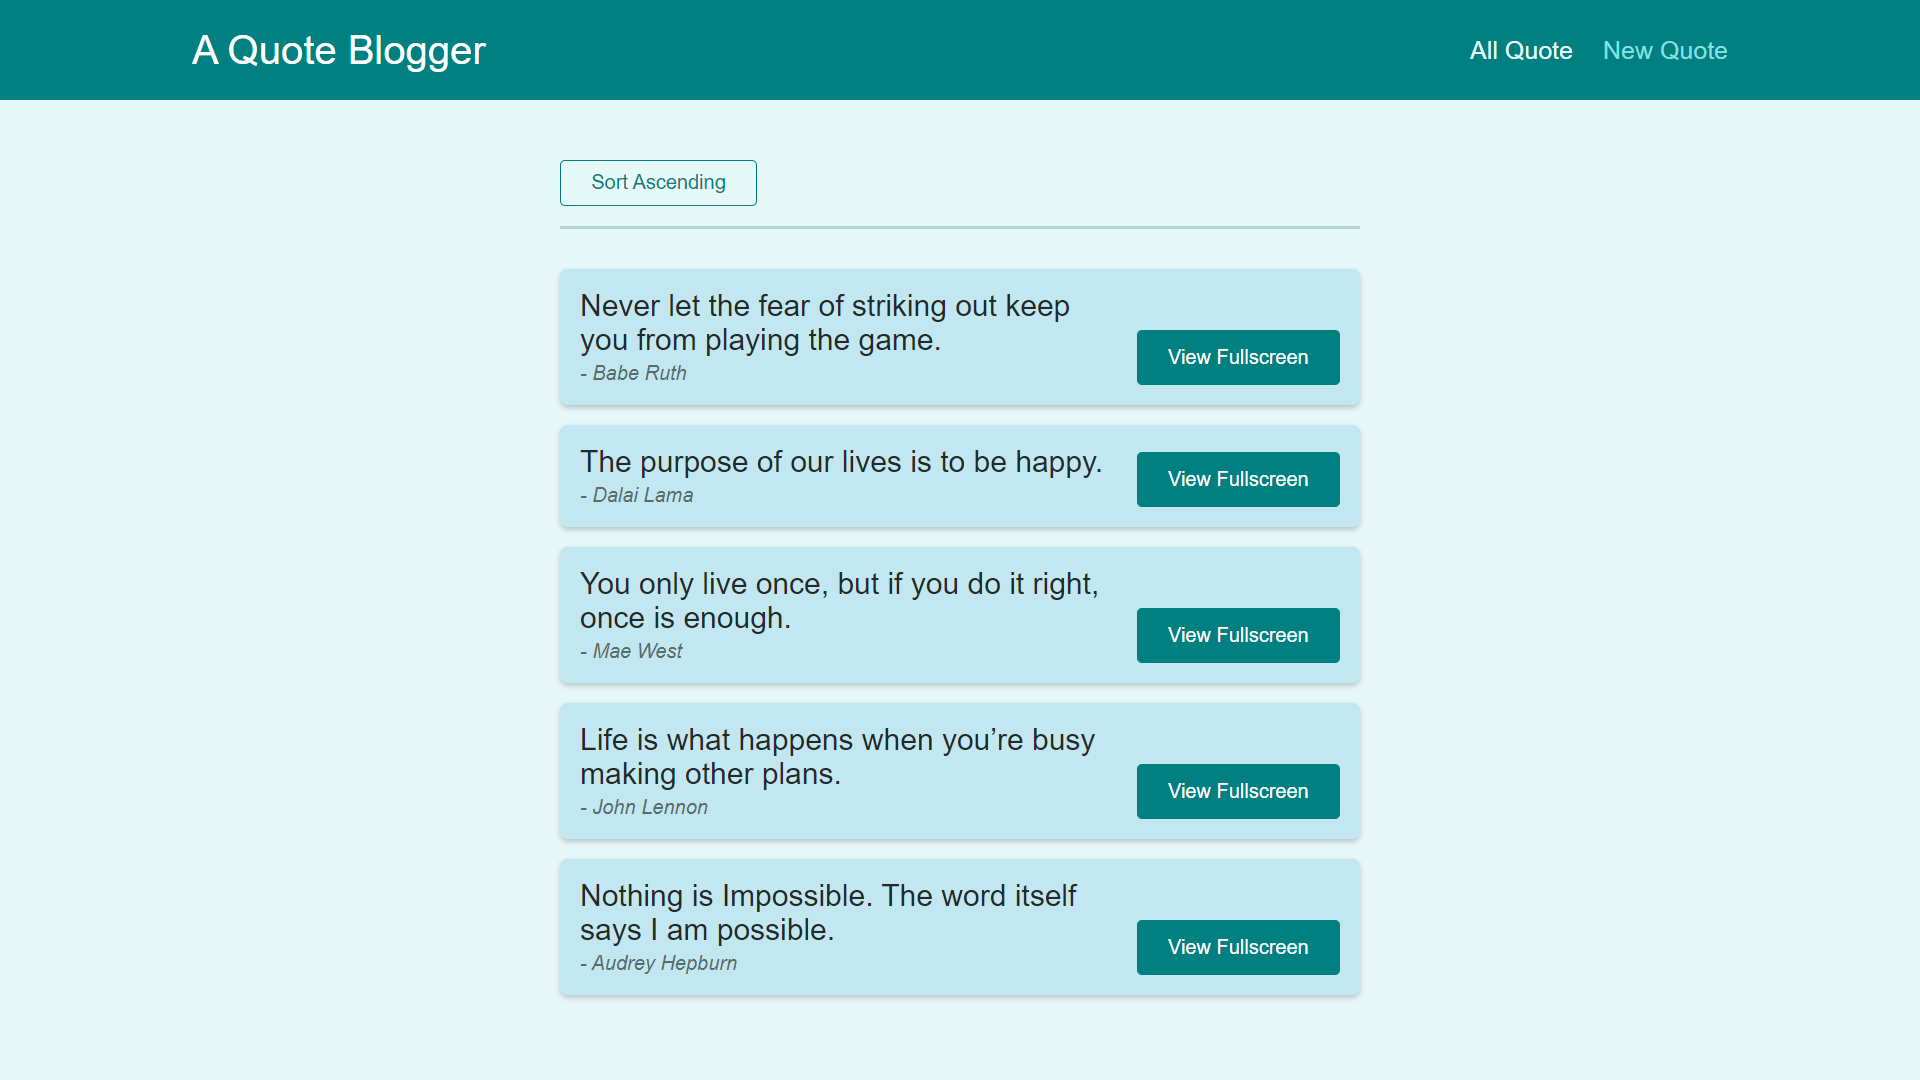 A Quote Blogger
All Quote
New Quote
Sort Ascending
Never let the fear of striking out keep
you from playing the game.
- Babe Ruth
View Fullscreen
The purpose of our lives is to be happy.
- Dalai Lama
View Fullscreen
You only live once, but if you do it right,
once is enough.
- Mae West
View Fullscreen
Life is what happens when you’re busy
making other plans.
- John Lennon
View Fullscreen
Nothing is Impossible. The word itself
says I am possible.
- Audrey Hepburn
View Fullscreen